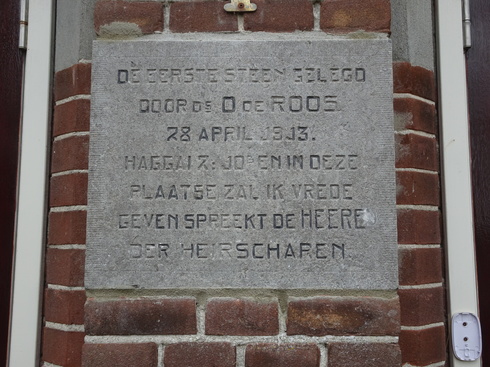 DE EERSTE STEEN GELEGD
DOOR DS. O DE ROOS.
28 APRIL 1913.
HAGGAI 2: 10B EN IN DEZE
PLAATSE ZAL IK VREDE
GEVEN SPREEKT DE HEERE
DER HEIRSCHAREN.